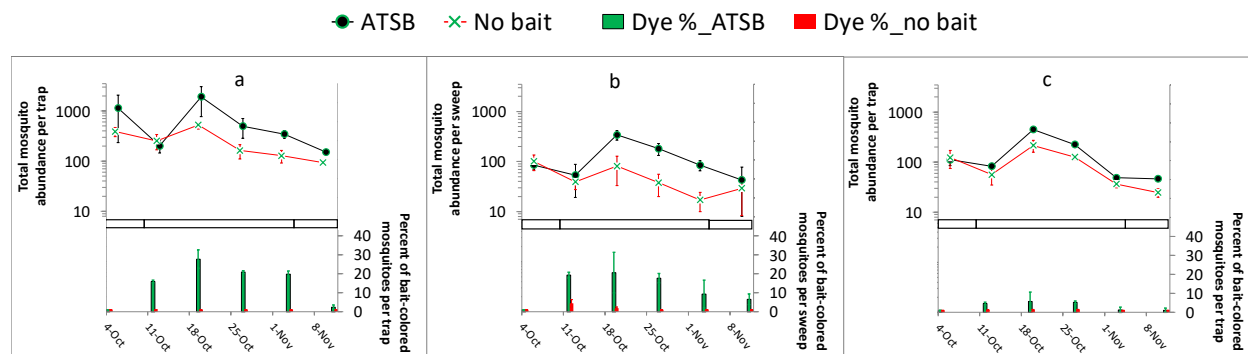 ATSB No bait Dye %_ATSB Dye %_no bait
a
Total mosquito
abundance per trap
1000
100
10
Percent of bait-colored
mosquitoes per trap
40
30
20
10
0
4-Oct 11-Oct 18-Oct 25-Oct 1-Nov 8-Nov
b
Total mosquito
abundance per sweep
1000
100
10
Percent of bait-colored
mosquitoes per sweep
40
30
20
10
0
4-Oct 11-Oct 18-Oct 25-Oct 1-Nov 8-Nov
c
Total mosquito
abundance per trap
1000
100
10
Percent of bait-colored
mosquitoes per trap
40
30
20
10
0
4-Oct 11-Oct 18-Oct 25-Oct 1-Nov 8-Nov